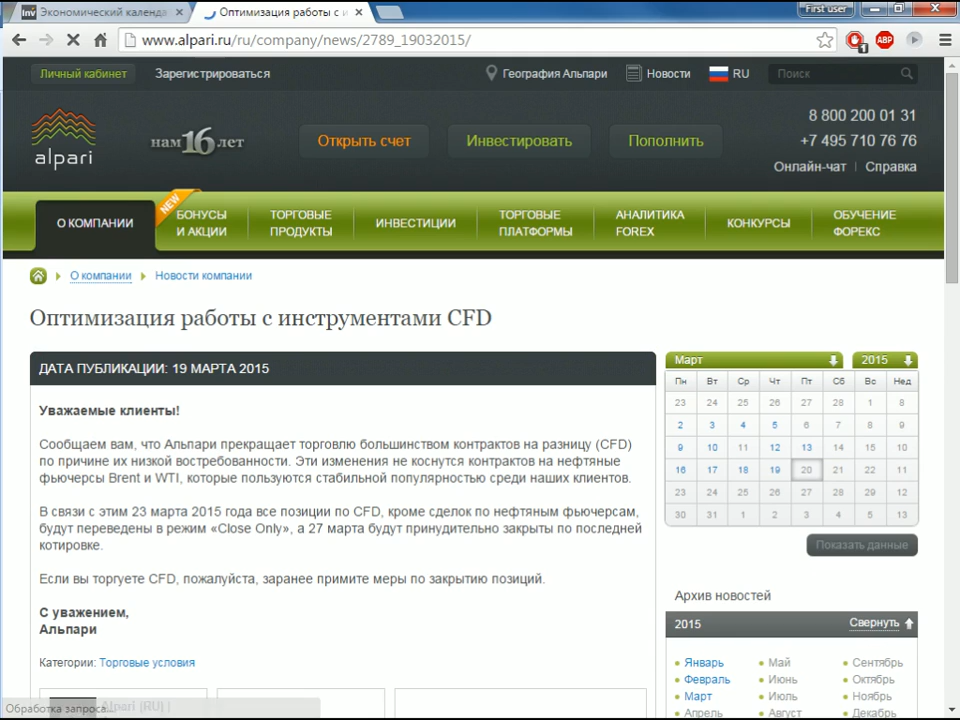 Экономический календа
Оптимизация работы с и
First user
www.alpari.ru/ru/company/news/2789_19032015/
1
ABP
Личный кабинет
Зарегистрироваться
География Альпари
Новости
RU
Поиск
alpari
нам 16 лет
Открыть счет
Инвестировать
Пополнить
8 800 200 01 31
+7 495 710 76 76
Онлайн-чат | Справка
О КОМПАНИИ
NEW
БОНУСЫ
И АКЦИИ
ТОРГОВЫЕ
ПРОДУКТЫ
ИНВЕСТИЦИИ
ТОРГОВЫЕ
ПЛАТФОРМЫ
АНАЛИТИКА
FOREX
КОНКУРСЫ
ОБУЧЕНИЕ
ФОРЕКС
О компании
Новости компании
Оптимизация работы с инструментами CFD
ДАТА ПУБЛИКАЦИИ: 19 МАРТА 2015
Уважаемые клиенты!
Сообщаем вам, что Альпари прекращает торговлю большинством контрактов на разницу (CFD)
по причине их низкой востребованности. Эти изменения не коснутся контрактов на нефтяные
фьючерсы Brent и WTI, которые пользуются стабильной популярностью среди наших клиентов.
В связи с этим 23 марта 2015 года все позиции по CFD, кроме сделок по нефтяным фьючерсам,
будут переведены в режим «Close Only», а 27 марта будут принудительно закрыты по последней
котировке.
Если вы торгуете CFD, пожалуйста, заранее примите меры по закрытию позиций.
С уважением,
Альпари
Категории: Торговые условия
Март
2015
Пн Вт Ср Чт Пт Сб Вс Нед
23 24 25 26 27 28 1 8
2 3 4 5 6 7 8 9
9 10 11 12 13 14 15 10
16 17 18 19 20 21 22 11
23 24 25 26 27 28 29 12
30 31 1 2 3 4 5 13
Показать данные
Архив новостей
2015
Свернуть
Январь Май Сентябрь
Февраль Июнь Октябрь
Март Июль Ноябрь
Апрель Август Декабрь
Обработка запроса...
Alpari (RU) |